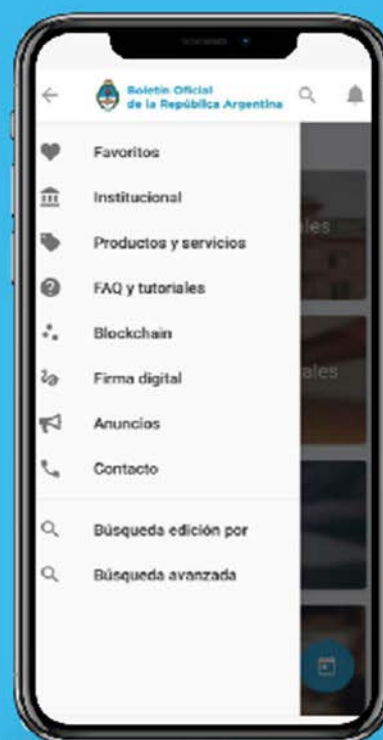 Boletín Oficial
de la República Argentina
Favoritos
Institucional
Productos y servicios
FAQ y tutoriales
Blockchain
Firma digital
Anuncios
Contacto
Búsqueda edición por
Búsqueda avanzada